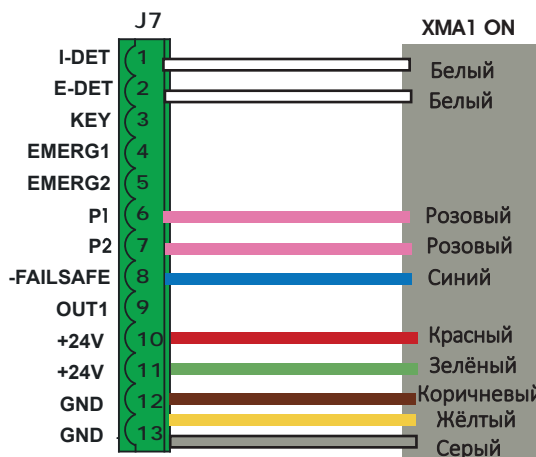 J7
XMA1 ON
I-DET 1 Белый
E-DET 2 Белый
KEY 3
EMERG1 4
EMERG2 5
P1 6 Розовый
P2 7 Розовый
-FAILSAFE 8 Синий
OUT1 9
+24V 10 Красный
+24V 11 Зелёный
GND 12 Коричневый
Жёлтый
GND 13 Серый